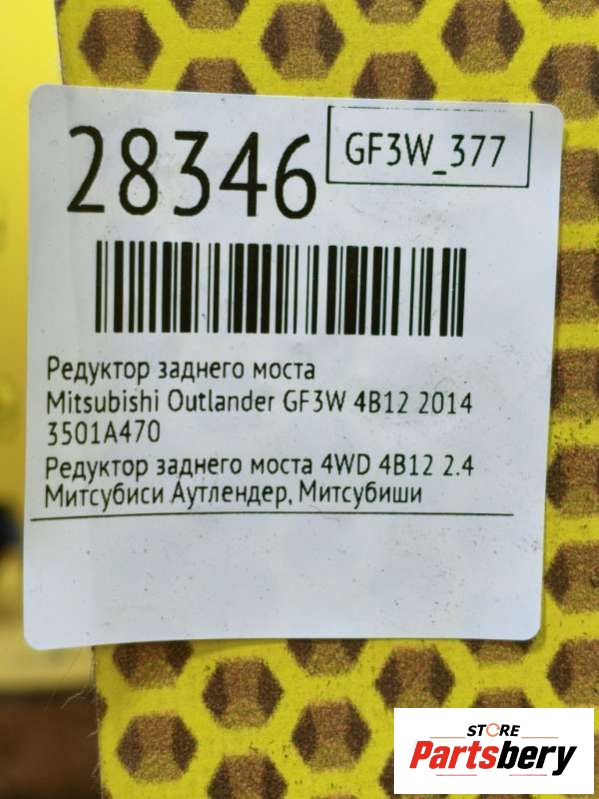 28346
GF3W_377
Редуктор заднего моста
Mitsubishi Outlander GF3W 4B12 2014
3501A470
Редуктор заднего моста 4WD 4B12 2.4
Митсубиси Аутлендер, Митсубиши
STORE
Partsbery